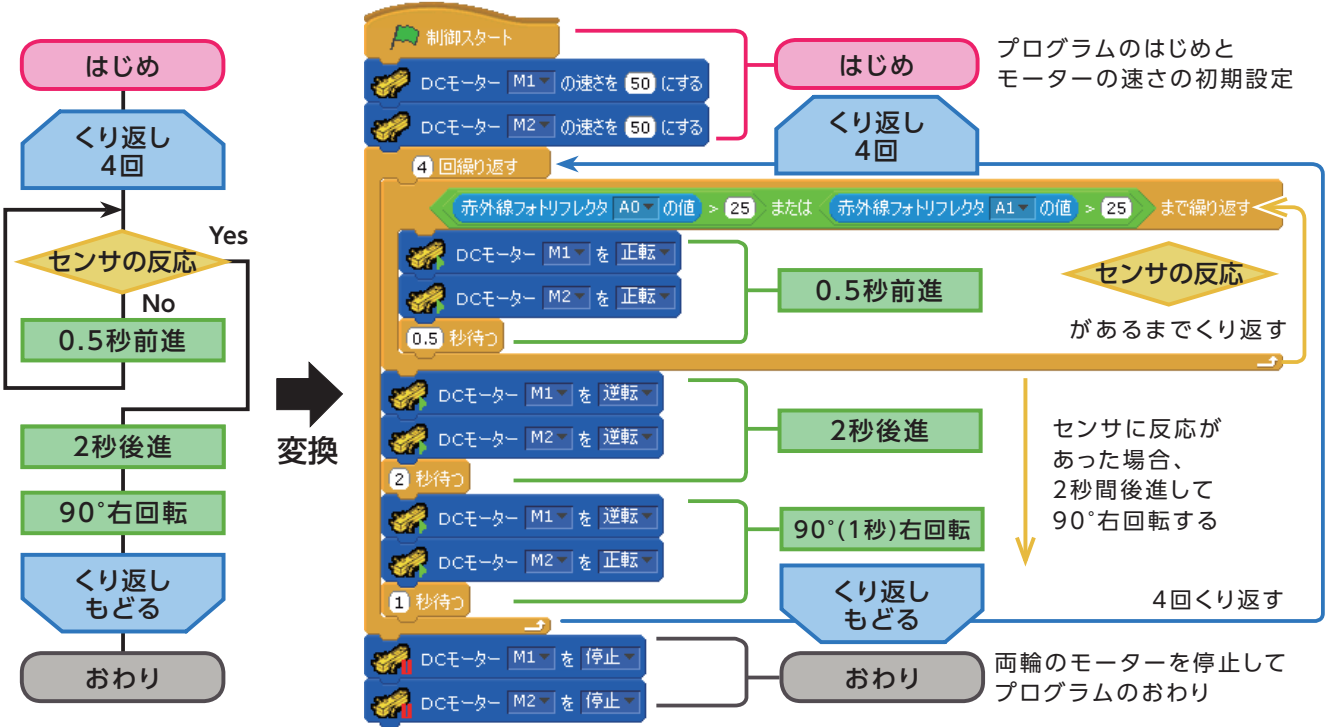 はじめ
くり返し
4回
センサの反応
Yes
No
0.5秒前進
2秒後進
90°右回転
くり返し
もどる
おわり
変換
制御スタート
DCモーター M1 の速さを 50 にする
DCモーター M2 の速さを 50 にする
4 回繰り返す
赤外線フォトリフレクタ A0 の値 > 25 または 赤外線フォトリフレクタ A1 の値 > 25 まで繰り返す
DCモーター M1 を 正転
DCモーター M2 を 正転
0.5 秒待つ
DCモーター M1 を 逆転
DCモーター M2 を 逆転
2 秒待つ
DCモーター M1 を 逆転
DCモーター M2 を 正転
1 秒待つ
DCモーター M1 を 停止
DCモーター M2 を 停止
はじめ
プログラムのはじめと
モーターの速さの初期設定
くり返し
4回
0.5秒前進
センサの反応
があるまでくり返す
2秒後進
センサに反応が
あった場合、
2秒間後進して
90°右回転する
90°(1秒)右回転
くり返し
もどる
4回くり返す
おわり
両輪のモーターを停止して
プログラムのおわり